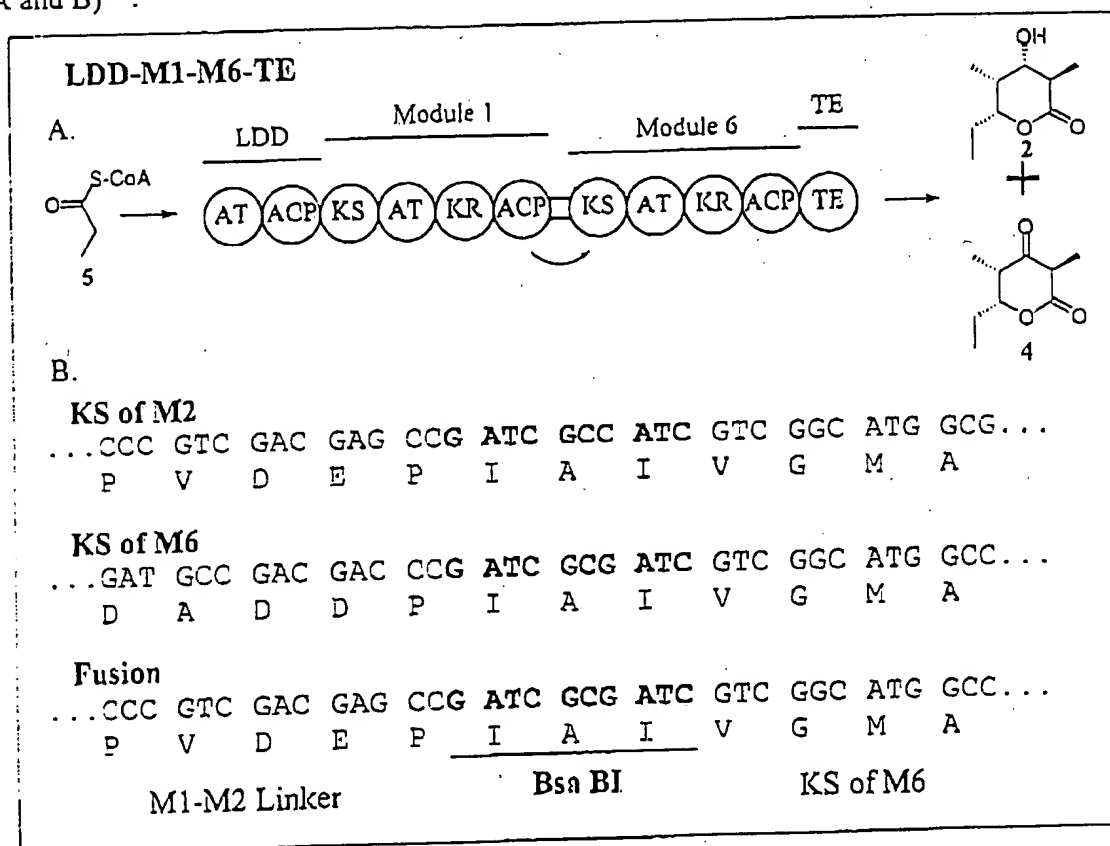 A and B)
LDD-M1-M6-TE
A.
LDD
Module 1
Module 6
TE
S-CoA
O
5
AT ACP KS AT KR ACP KS AT KR ACP TE
OH
O
O
2
+
O
O
O
4
B.
KS of M2
...CCC GTC GAC GAG CCG ATC GCC ATC GTC GGC ATG GCG...
P V D E P I A I V G M A
KS of M6
...GAT GCC GAC GAC CCG ATC GCG ATC GTC GGC ATG GCC...
D A D D P I A I V G M A
Fusion
...CCC GTC GAC GAG CCG ATC GCG ATC GTC GGC ATG GCC...
P V D E P I A I V G M A
M1-M2 Linker
Bsa BI
KS of M6